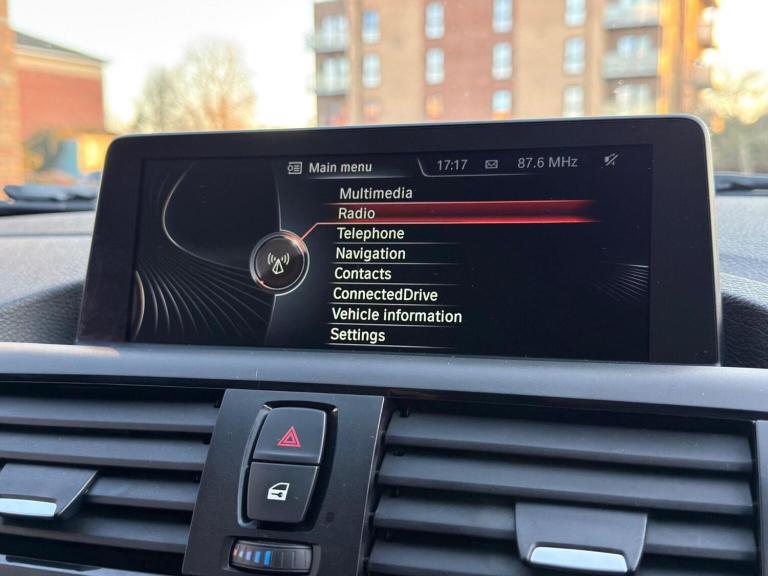 Main menu 17:17 87.6 MHz
Multimedia
Radio
Telephone
Navigation
Contacts
ConnectedDrive
Vehicle information
Settings